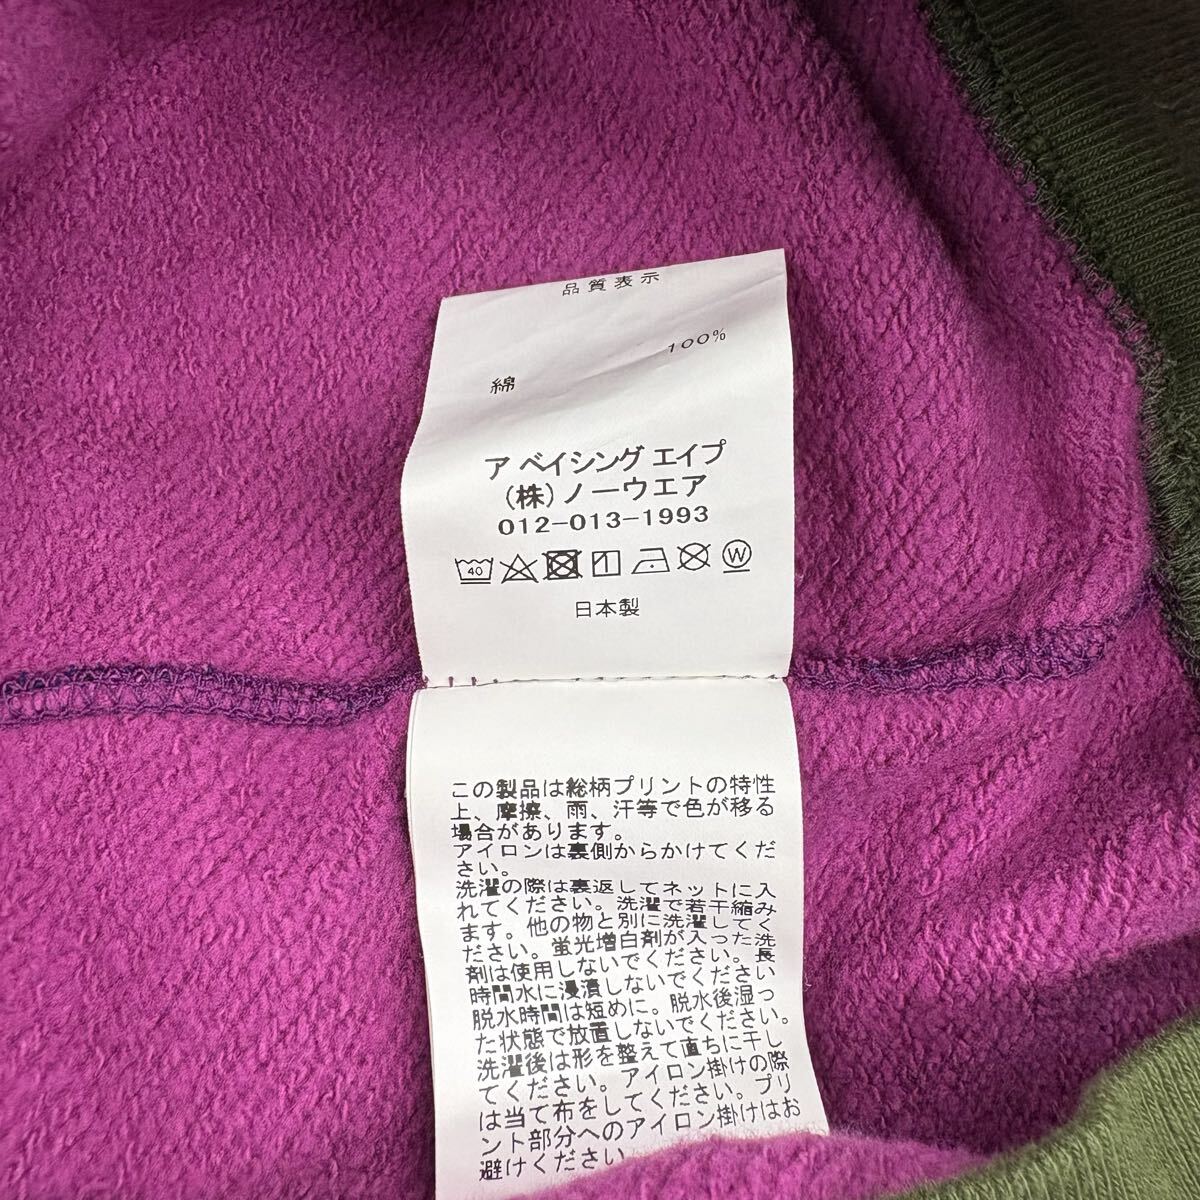 品質表示
綿 100%
ア ベイシング エイプ
(株)ノーウエア
012-013-1993
40 W
日本製
この製品は総柄プリントの特性
上、摩擦、雨、汗等で色が移る
場合があります。
アイロンは裏側からかけてくだ
さい。
洗濯の際は裏返してネットに入
れてください。洗濯で若干縮み
ます。他の物と別に洗濯してく
ださい。蛍光増白剤が入った洗
剤は使用しないでください。長
時間水に浸漬しないでください
脱水時間は短めに。脱水後湿っ
た状態で放置しないでください。
洗濯後は形を整えて直ちに干し
てください。アイロン掛けの際
は当て布をしてください。プリ
ント部分へのアイロン掛けはお
避けください